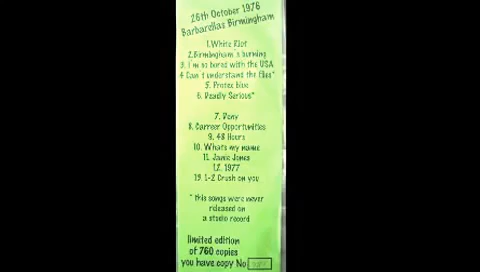 26th October 1976
Barbarellas Birmingham
1. White Riot
2. Birmingham´s burning
3. I´m so bored with the USA
4. Can´t understand the flies*
5. Protex blue
6. Deadly Serious*
7. Deny
8. Carreer Opportunities
9. 48 Hours
10. Whats my name
11. Janie Jones
12. 1977
13. 1-2 Crush on you
* this songs were never
released on
a studio record
limited edition
of 760 copies
you have copy No